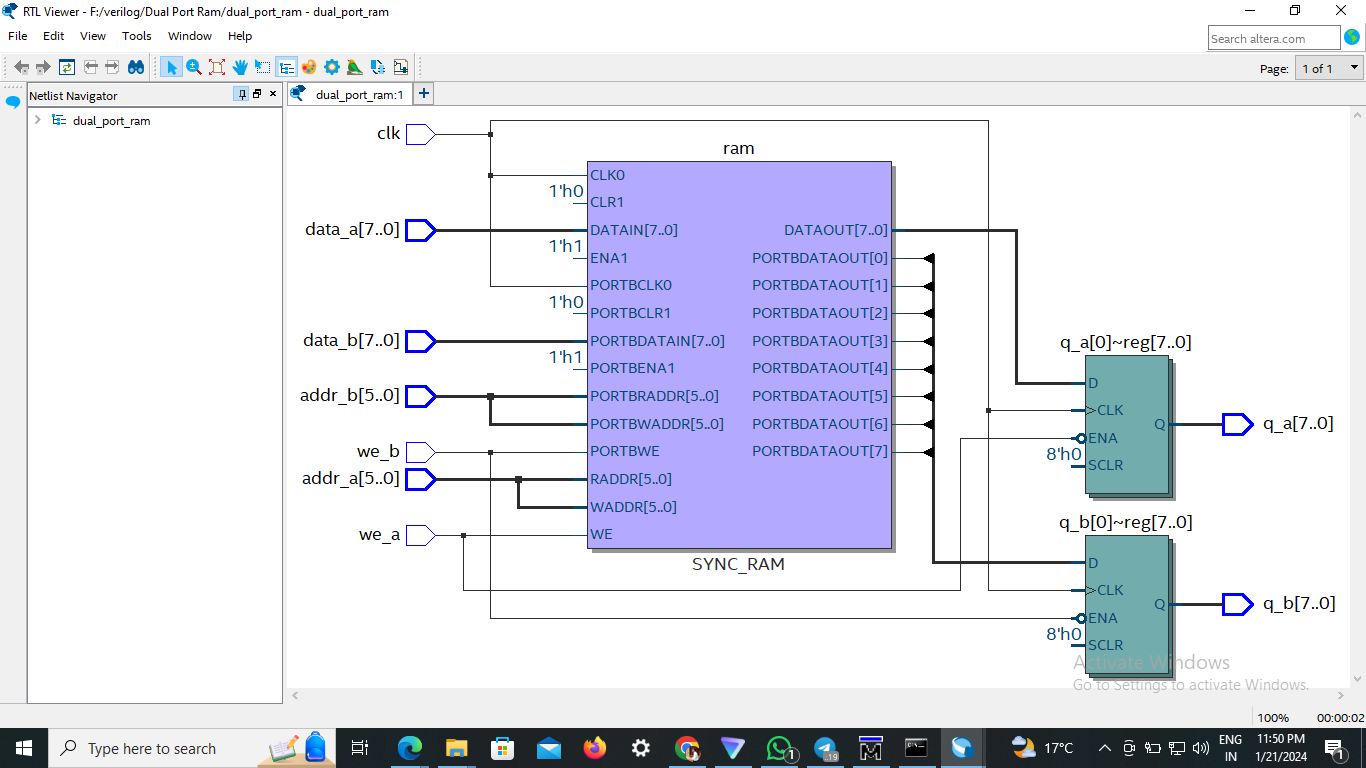 RTL Viewer - F:/verilog/Dual Port Ram/dual_port_ram - dual_port_ram
File Edit View Tools Window Help
Search altera.com
Page: 1 of 1
Netlist Navigator
dual_port_ram:1
dual_port_ram
clk
ram
CLK0
1'h0
CLR1
data_a[7..0]
DATAIN[7..0]
DATAOUT[7..0]
1'h1
ENA1
PORTBDATAOUT[0]
PORTBCLK0
PORTBDATAOUT[1]
1'h0
PORTBCLR1
PORTBDATAOUT[2]
data_b[7..0]
PORTBDATAIN[7..0]
PORTBDATAOUT[3]
q_a[0]~reg[7..0]
1'h1
PORTBENA1
PORTBDATAOUT[4]
D
addr_b[5..0]
PORTBRADDR[5..0]
PORTBDATAOUT[5]
>CLK
PORTBWADDR[5..0]
PORTBDATAOUT[6]
Q
q_a[7..0]
ENA
we_b
PORTBWE
PORTBDATAOUT[7]
8'h0
SCLR
addr_a[5..0]
RADDR[5..0]
WADDR[5..0]
q_b[0]~reg[7..0]
we_a
WE
SYNC_RAM
D
>CLK
Q
q_b[7..0]
ENA
8'h0
SCLR
Activate Windows
Go to Settings to activate Windows.
100% 00:00:02
Type here to search
1
.19
17°C
ENG
IN
11:50 PM
1/21/2024
1